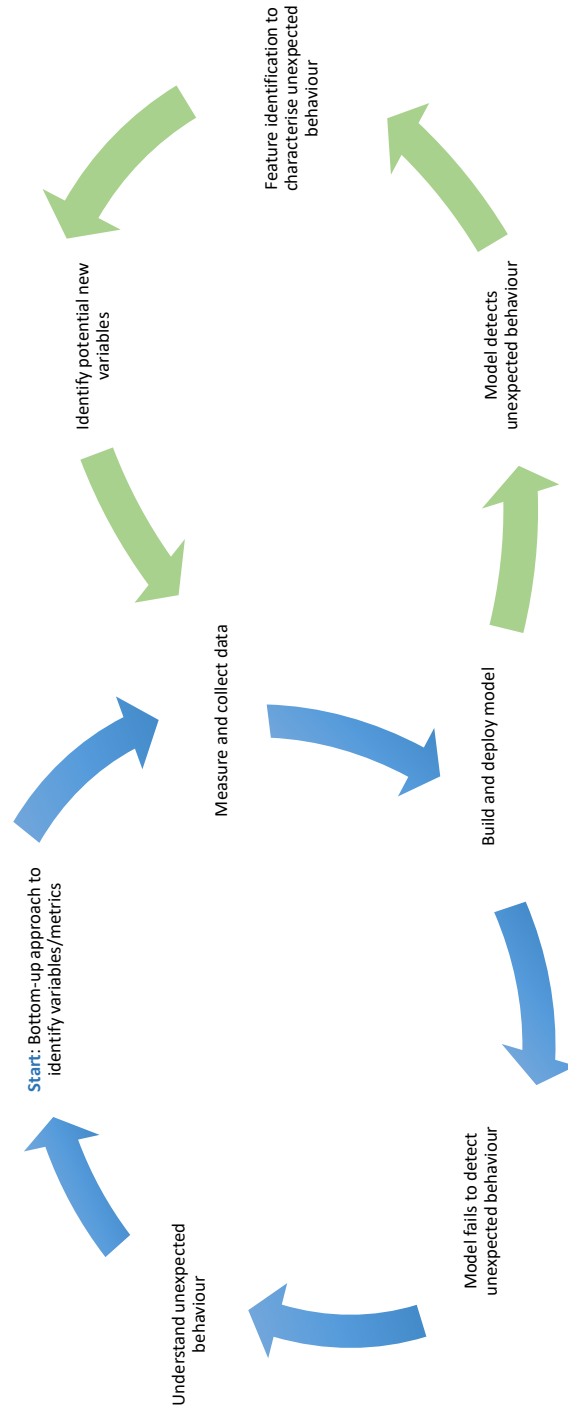 Start: Bottom-up approach to
identify variables/metrics
Measure and collect data
Build and deploy model
Model fails to detect
unexpected behaviour
Understand unexpected
behaviour
Model detects
unexpected behaviour
Feature identification to
characterise unexpected
behaviour
Identify potential new
variables